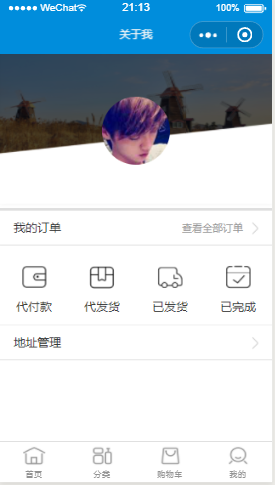 WeChat 21:13 100%
关于我
我的订单 查看全部订单
代付款 代发货 已发货 已完成
地址管理
首页 分类 购物车 我的